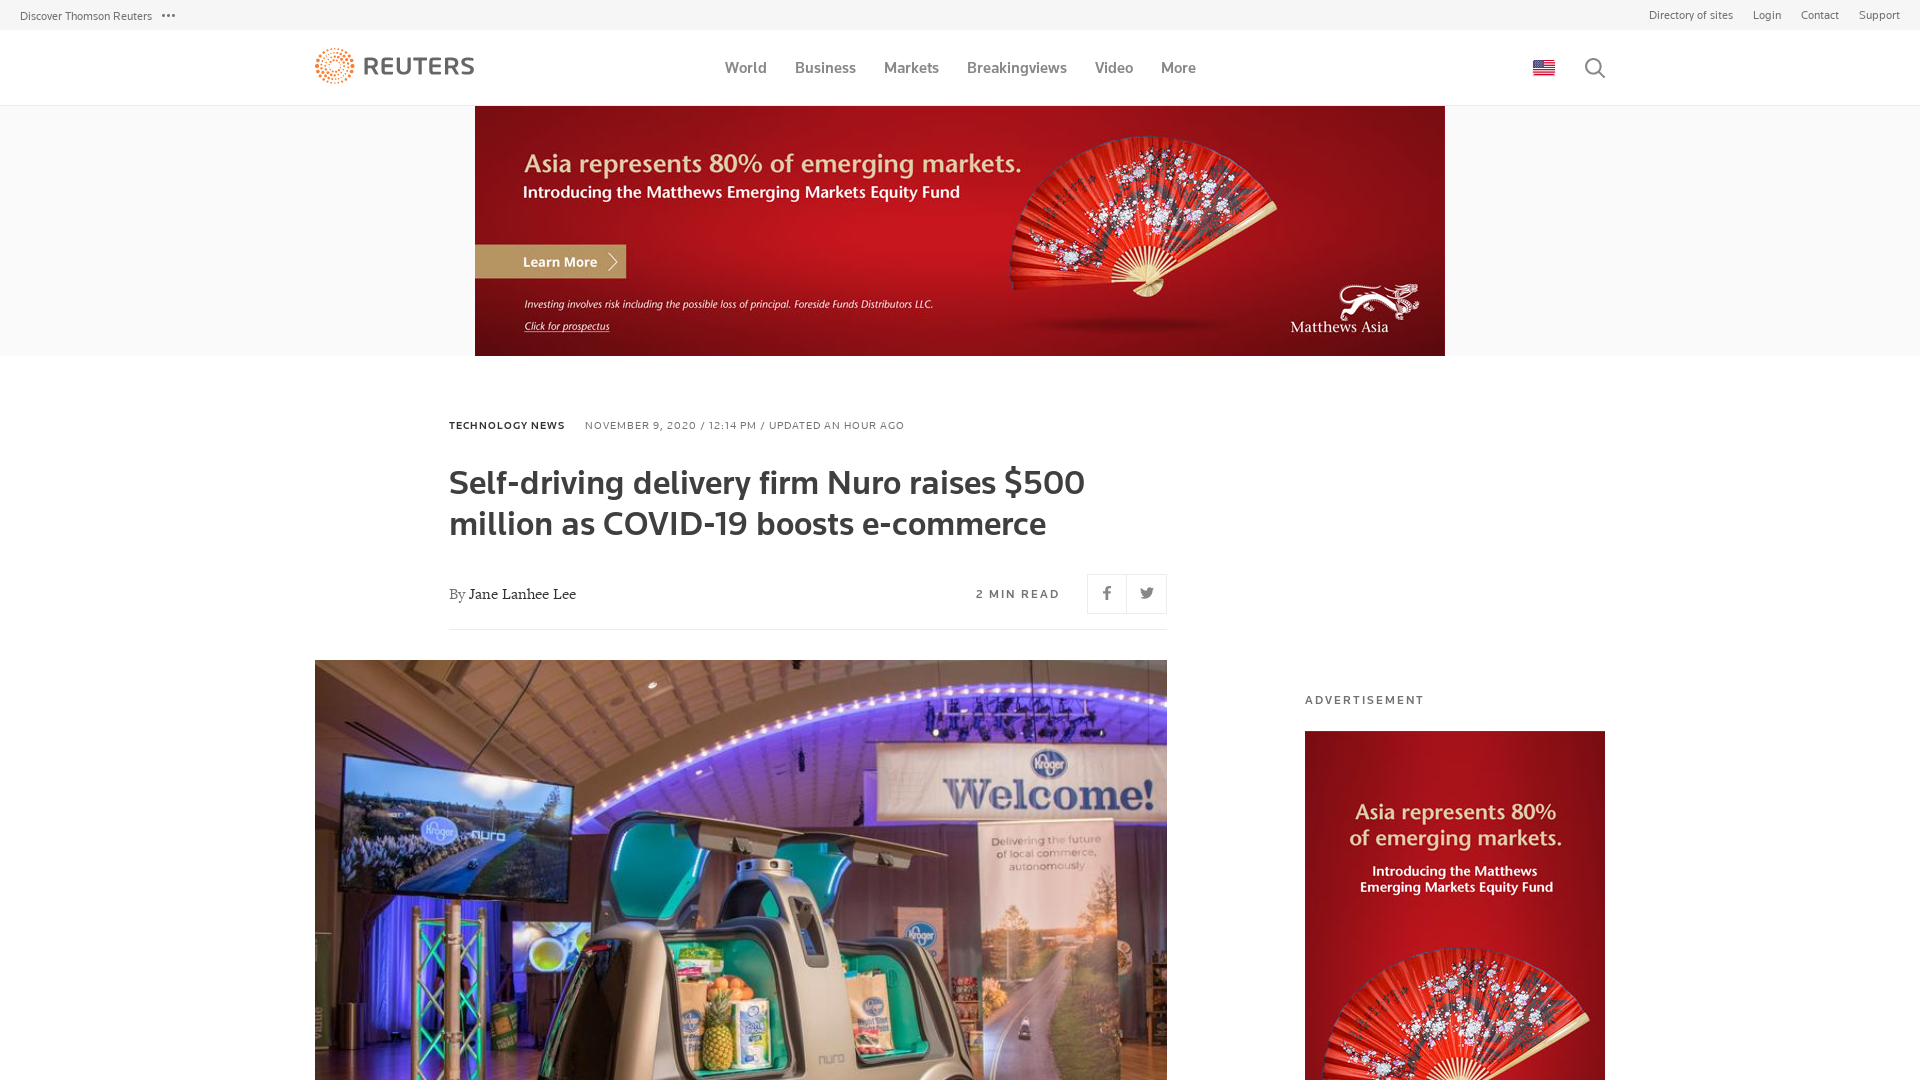 Discover Thomson Reuters
Directory of sites
Login
Contact
Support
REUTERS
World
Business
Markets
Breakingviews
Video
More
Asia represents 80% of emerging markets.
Introducing the Matthews Emerging Markets Equity Fund
Learn More
Investing involves risk including the possible loss of principal. Foreside Funds Distributors LLC.
Click for prospectus
Matthews Asia
TECHNOLOGY NEWS
NOVEMBER 9, 2020 / 12:14 PM / UPDATED AN HOUR AGO
Self-driving delivery firm Nuro raises $500
million as COVID-19 boosts e-commerce
By Jane Lanhee Lee
2 MIN READ
Kroger
Welcome!
Kroger nuro
Delivering the future
of local commerce,
autonomously
Kroger
nuro
ADVERTISEMENT
Asia represents 80%
of emerging markets.
Introducing the Matthews
Emerging Markets Equity Fund